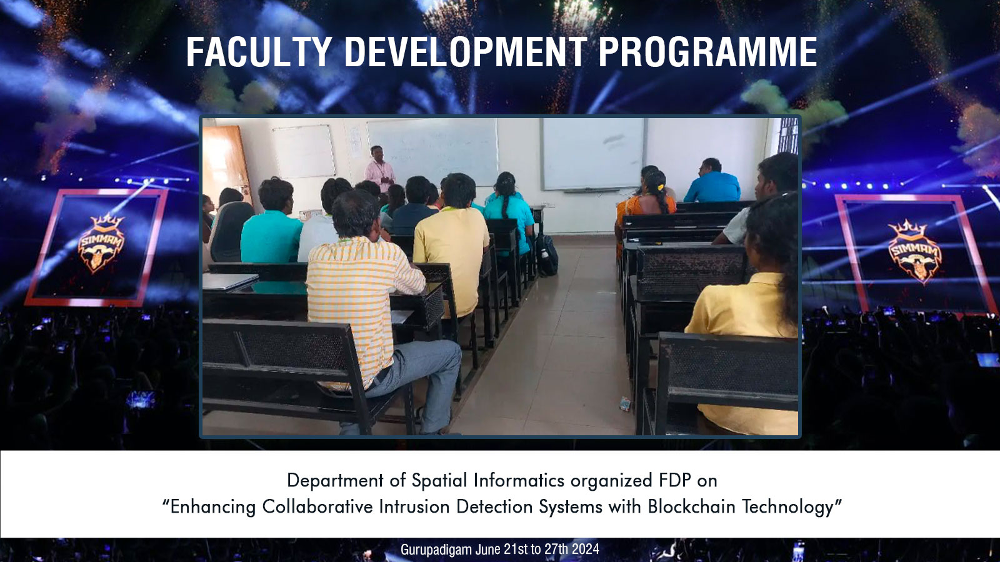 FACULTY DEVELOPMENT PROGRAMME
SIMMAM
SIMMAM
Department of Spatial Informatics organized FDP on
“Enhancing Collaborative Intrusion Detection Systems with Blockchain Technology”
Gurupadigam June 21st to 27th 2024